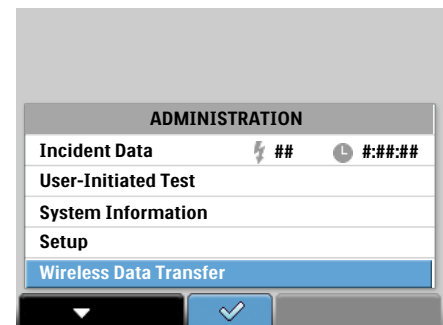 ADMINISTRATION
Incident Data ## #:##:##
User-Initiated Test
System Information
Setup
Wireless Data Transfer